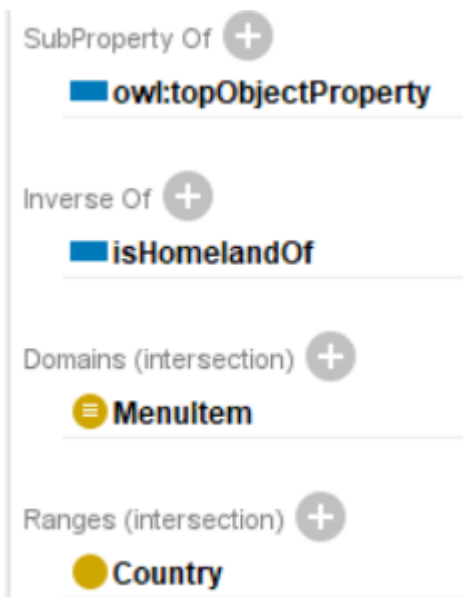 SubProperty Of
owl:topObjectProperty
Inverse Of
isHomelandOf
Domains (intersection)
MenuItem
Ranges (intersection)
Country